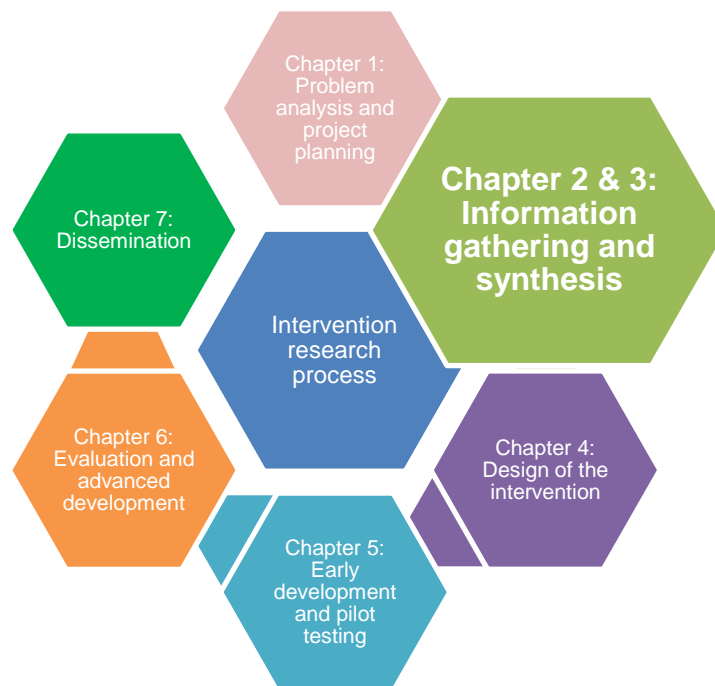 Chapter 1:
Problem
analysis and
project
planning
Chapter 2 & 3:
Information
gathering and
synthesis
Chapter 7:
Dissemination
Intervention
research
process
Chapter 6:
Evaluation and
advanced
development
Chapter 4:
Design of the
intervention
Chapter 5:
Early
development
and pilot
testing